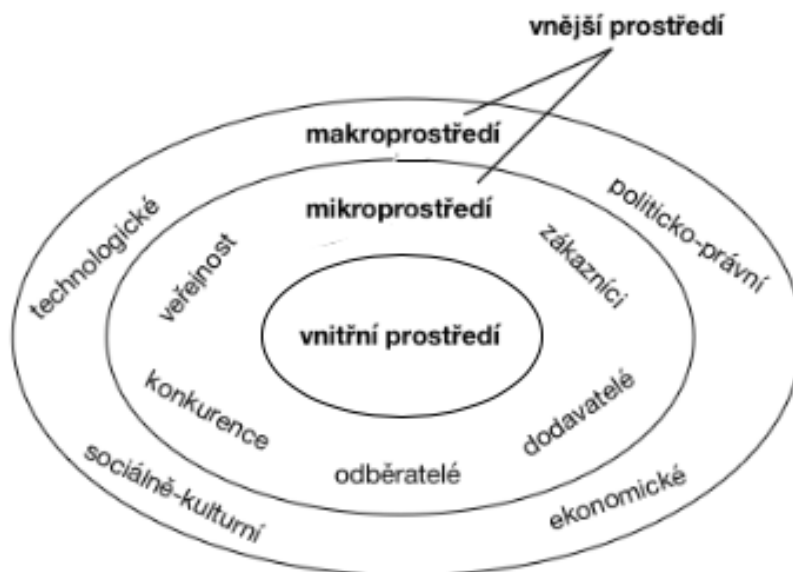 vnější prostředí
makroprostředí
mikroprostředí
technologické
politicko-právní
veřejnost
zákazníci
vnitřní prostředí
konkurence
dodavatelé
odběratelé
sociálně-kulturní
ekonomické